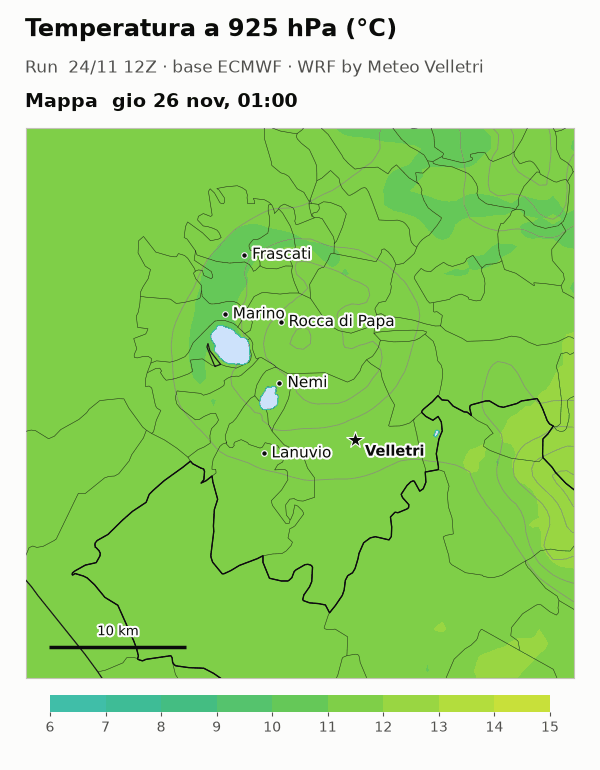 Temperatura a 925 hPa (°C)
Run  24/11 12Z · base ECMWF · WRF by Meteo Velletri
Mappa  gio 26 nov, 01:00
Frascati
Marino
Rocca di Papa
Nemi
Velletri
Lanuvio
10 km
6 7 8 9 10 11 12 13 14 15